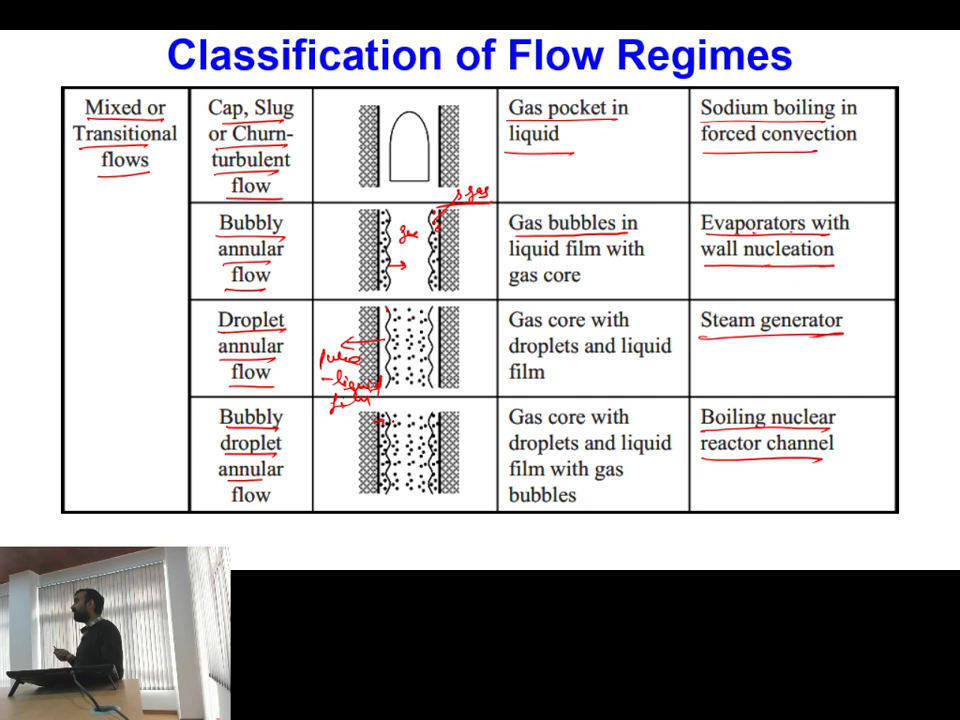 Classification of Flow Regimes
Mixed or
Transitional
flows
Cap, Slug
or Churn-
turbulent
flow
Gas pocket in
liquid
Sodium boiling in
forced convection
Bubbly
annular
flow
gas
Gas bubbles in
liquid film with
gas core
Evaporators with
wall nucleation
Droplet
annular
flow
pure
-liquid
film
Gas core with
droplets and liquid
film
Steam generator
Bubbly
droplet
annular
flow
Gas core with
droplets and liquid
film with gas
bubbles
Boiling nuclear
reactor channel